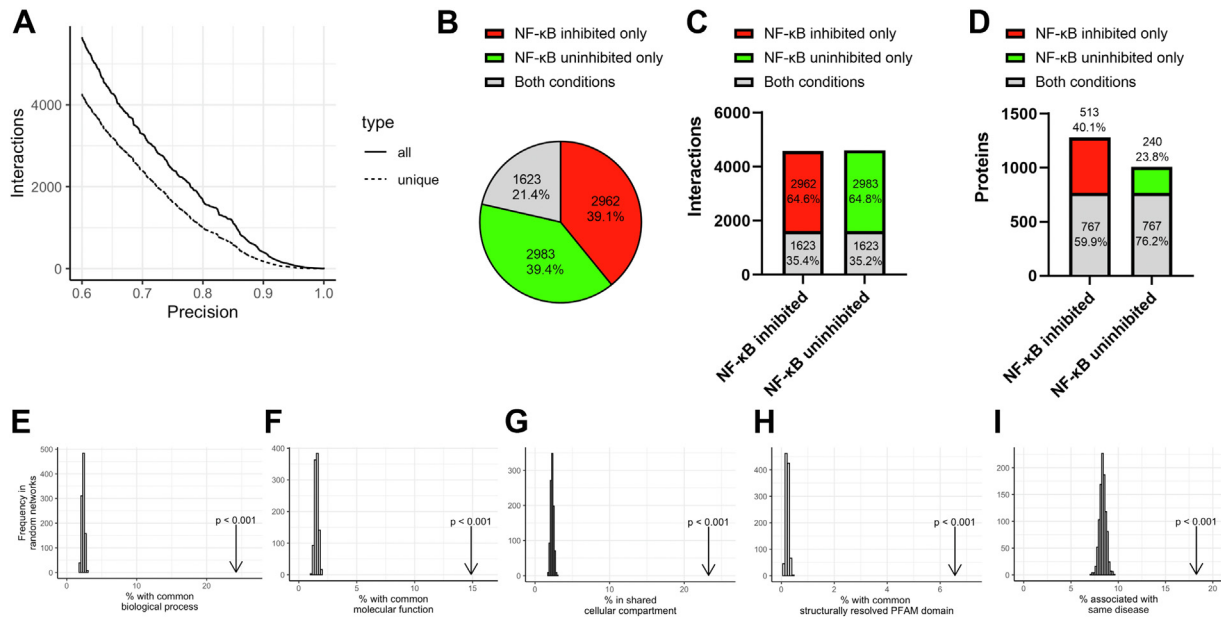 A
Interactions
4000
2000
0
0.6
0.7
0.8
0.9
1.0
Precision
type
all
unique
B
NF-κB inhibited only
NF-κB uninhibited only
Both conditions
1623
21.4%
2962
39.1%
2983
39.4%
C
NF-κB inhibited only
NF-κB uninhibited only
Both conditions
Interactions
6000
4000
2000
0
2962
64.6%
2983
64.8%
1623
35.4%
1623
35.2%
NF-κB inhibited
NF-κB uninhibited
D
NF-κB inhibited only
NF-κB uninhibited only
Both conditions
Proteins
1500
1000
500
0
513
40.1%
240
23.8%
767
59.9%
767
76.2%
NF-κB inhibited
NF-κB uninhibited
E
Frequency in
random networks
500
400
300
200
100
0
p < 0.001
0
10
20
% with common
biological process
F
400
300
200
100
0
p < 0.001
0
5
10
15
% with common
molecular function
G
300
200
100
0
p < 0.001
0
10
20
% in shared
cellular compartment
H
400
300
200
100
0
p < 0.001
0
2
4
6
% with common
structurally resolved PFAM domain
I
200
150
100
50
0
p < 0.001
0
5
10
15
20
% associated with
same disease